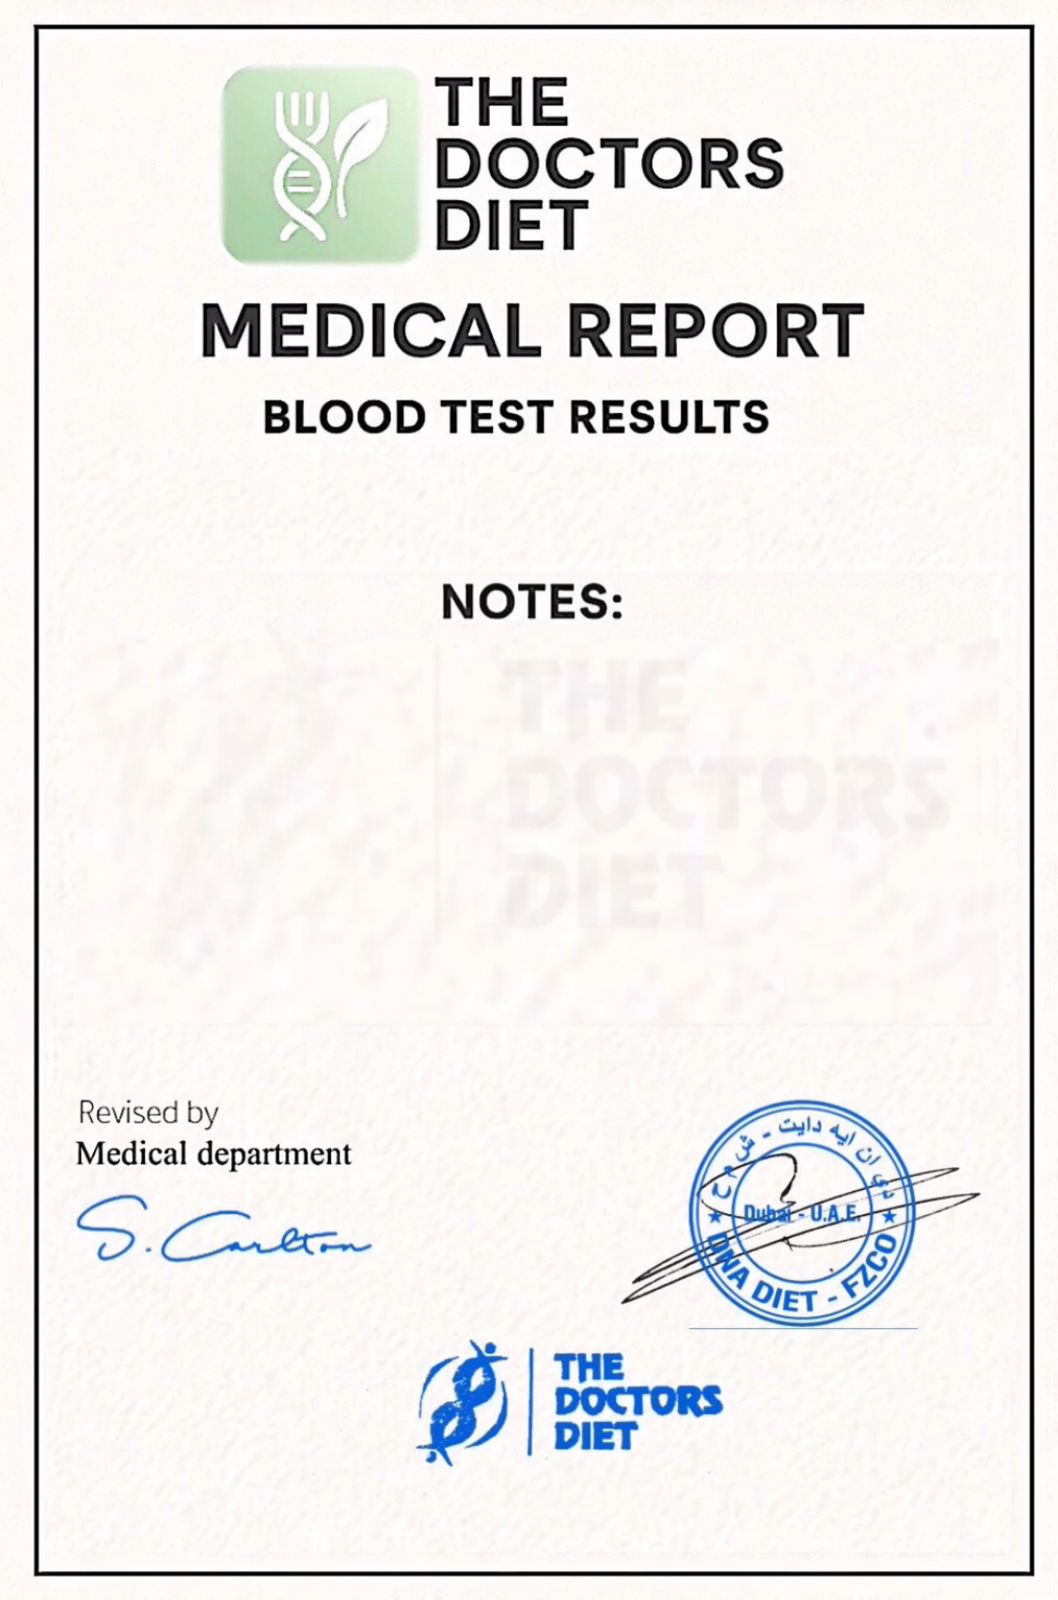 THE
DOCTORS
DIET
MEDICAL REPORT
BLOOD TEST RESULTS
NOTES:
THE
DOCTORS
DIET
Revised by
Medical department
S. Carlton
دي ان ايه دايت - ش م ح
Dubai - U.A.E.
DNA DIET - FZCO
THE
DOCTORS
DIET